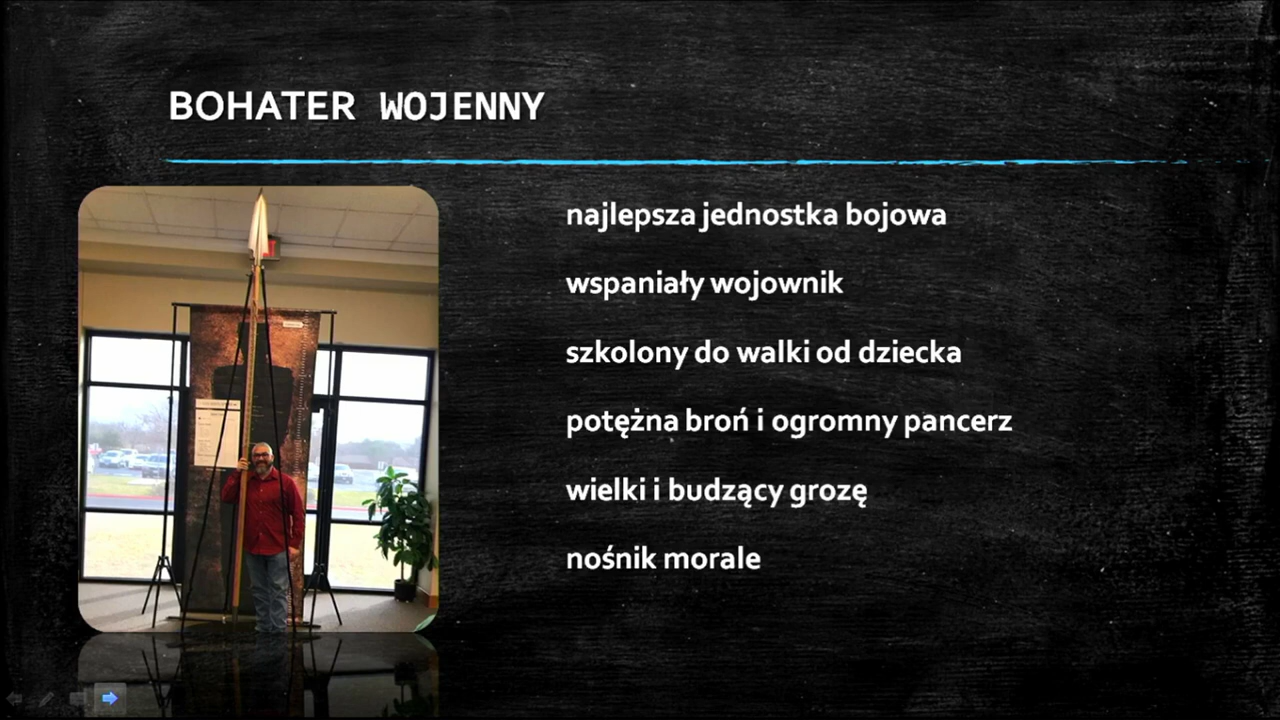 BOHATER WOJENNY
najlepsza jednostka bojowa
wspaniały wojownik
szkolony do walki od dziecka
potężna broń i ogromny pancerz
wielki i budzący grozę
nośnik morale